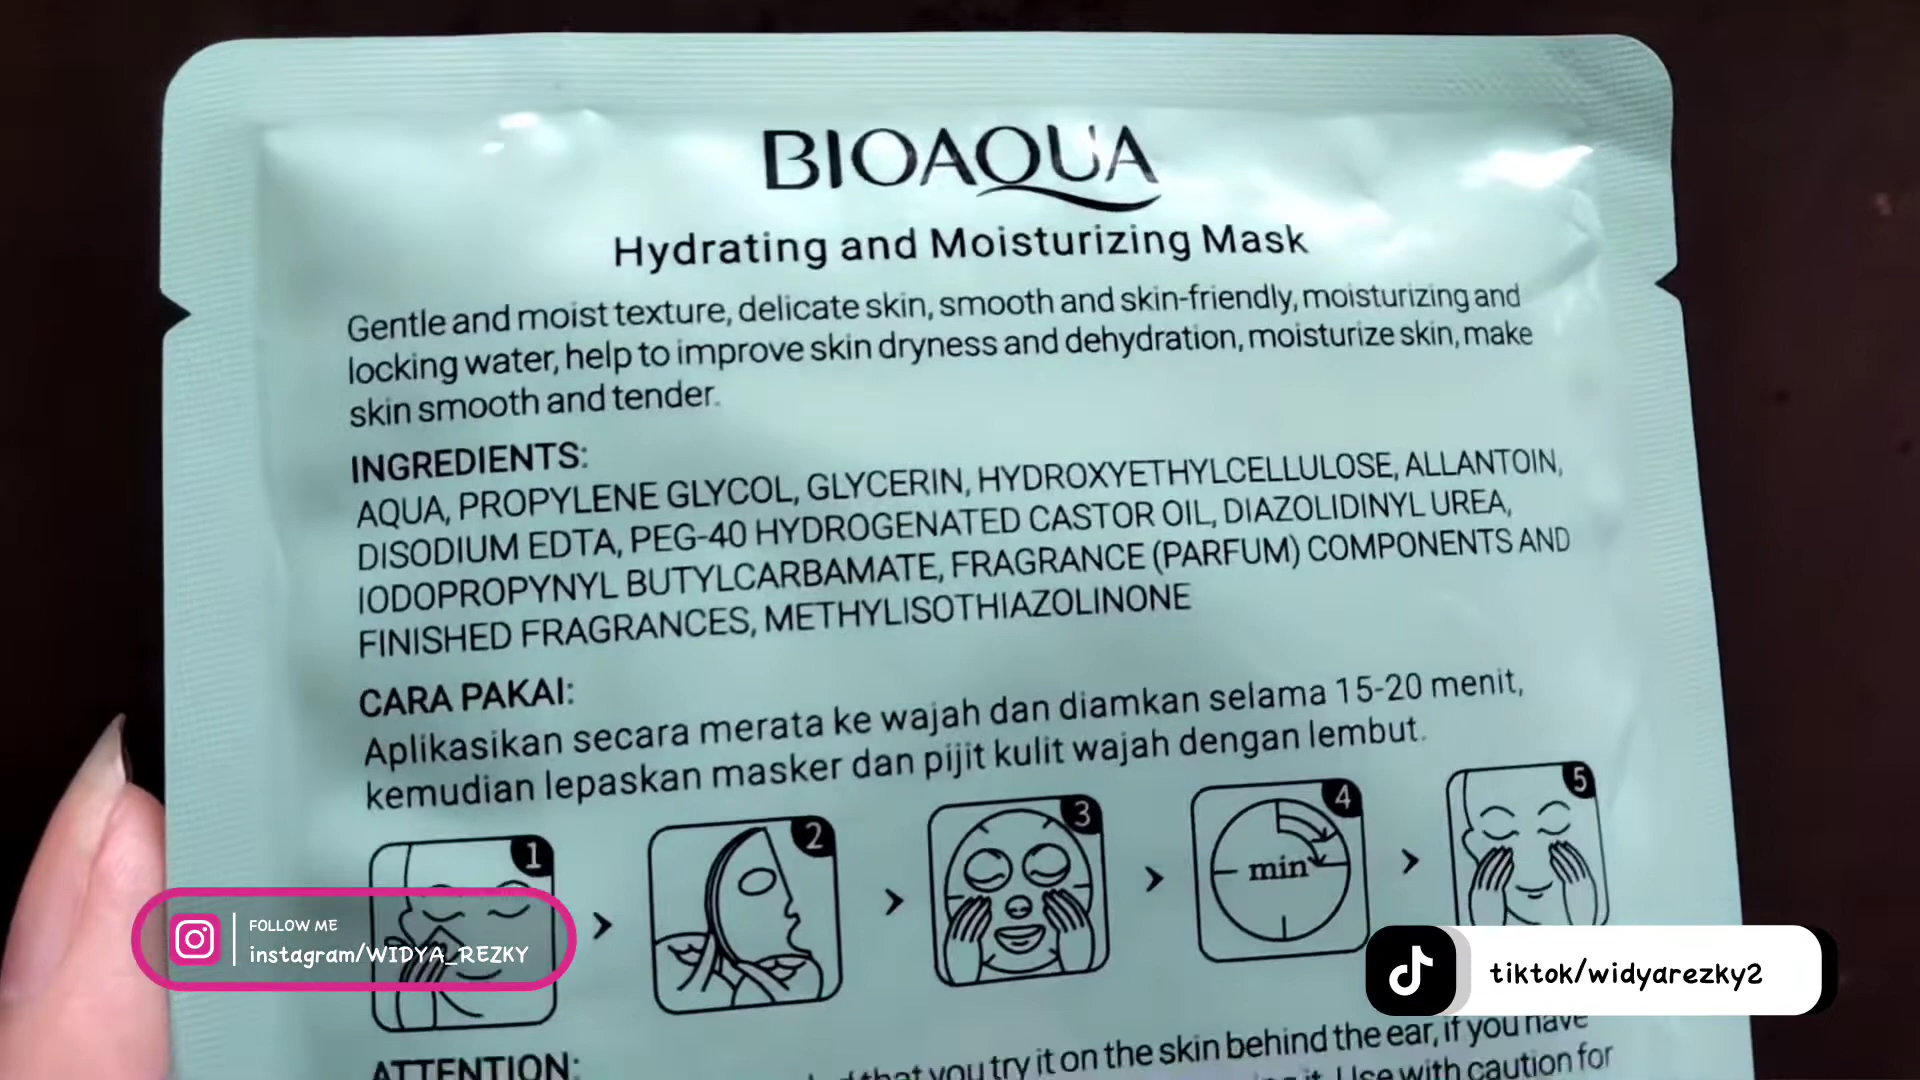 BIOAQUA
Hydrating and Moisturizing Mask
Gentle and moist texture, delicate skin, smooth and skin-friendly, moisturizing and
locking water, help to improve skin dryness and dehydration, moisturize skin, make
skin smooth and tender.
INGREDIENTS:
AQUA, PROPYLENE GLYCOL, GLYCERIN, HYDROXYETHYLCELLULOSE, ALLANTOIN,
DISODIUM EDTA, PEG-40 HYDROGENATED CASTOR OIL, DIAZOLIDINYL UREA,
IODOPROPYNYL BUTYLCARBAMATE, FRAGRANCE (PARFUM) COMPONENTS AND
FINISHED FRAGRANCES, METHYLISOTHIAZOLINONE
CARA PAKAI:
Aplikasikan secara merata ke wajah dan diamkan selama 15-20 menit,
kemudian lepaskan masker dan pijit kulit wajah dengan lembut.
1 > 2 > 3 > 4 > 5
min
FOLLOW ME
instagram/WIDYA_REZKY
tiktok/widyarezky2
ATTENTION:
that you try it on the skin behind the ear, if you have
it. Use with caution for